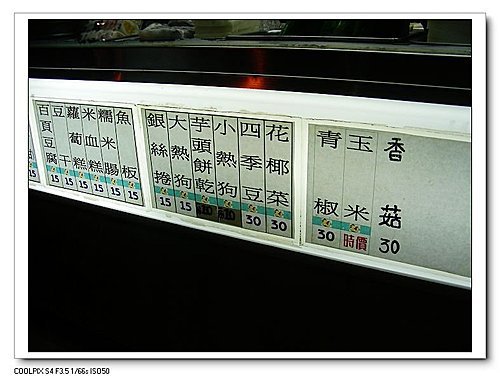 百頁豆腐 15
豆干 15
蘿蔔糕 15
米血糕 15
糯米腸 15
魚板 15
銀絲捲 15
大熱狗 15
芋頭餅乾 10
小熱狗 10
四季豆 30
花椰菜 30
青椒 30
玉米 時價
香菇 30
COOLPIX S4 F3.5 1/66s ISO50